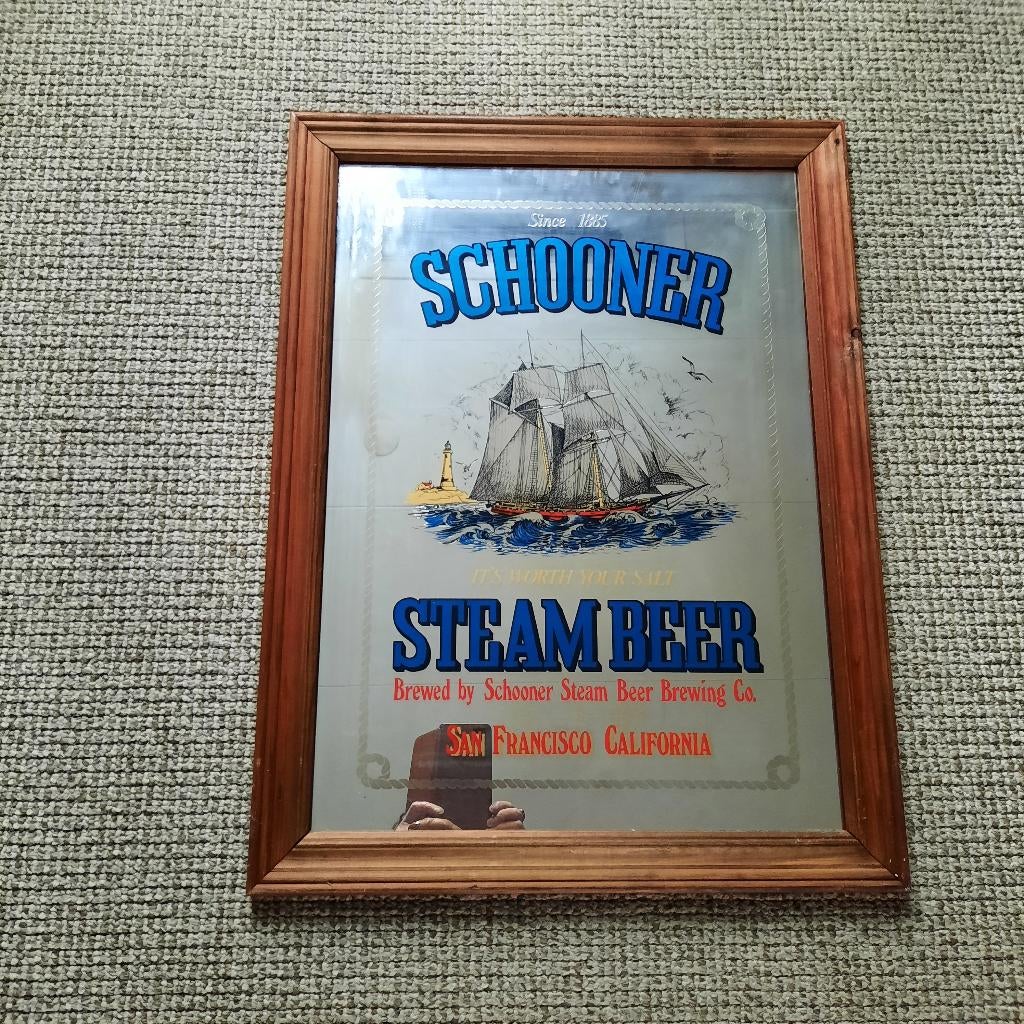 Since 1885
SCHOONER
IT'S WORTH YOUR SALT
STEAM BEER
Brewed by Schooner Steam Beer Brewing Co.
SAN FRANCISCO CALIFORNIA